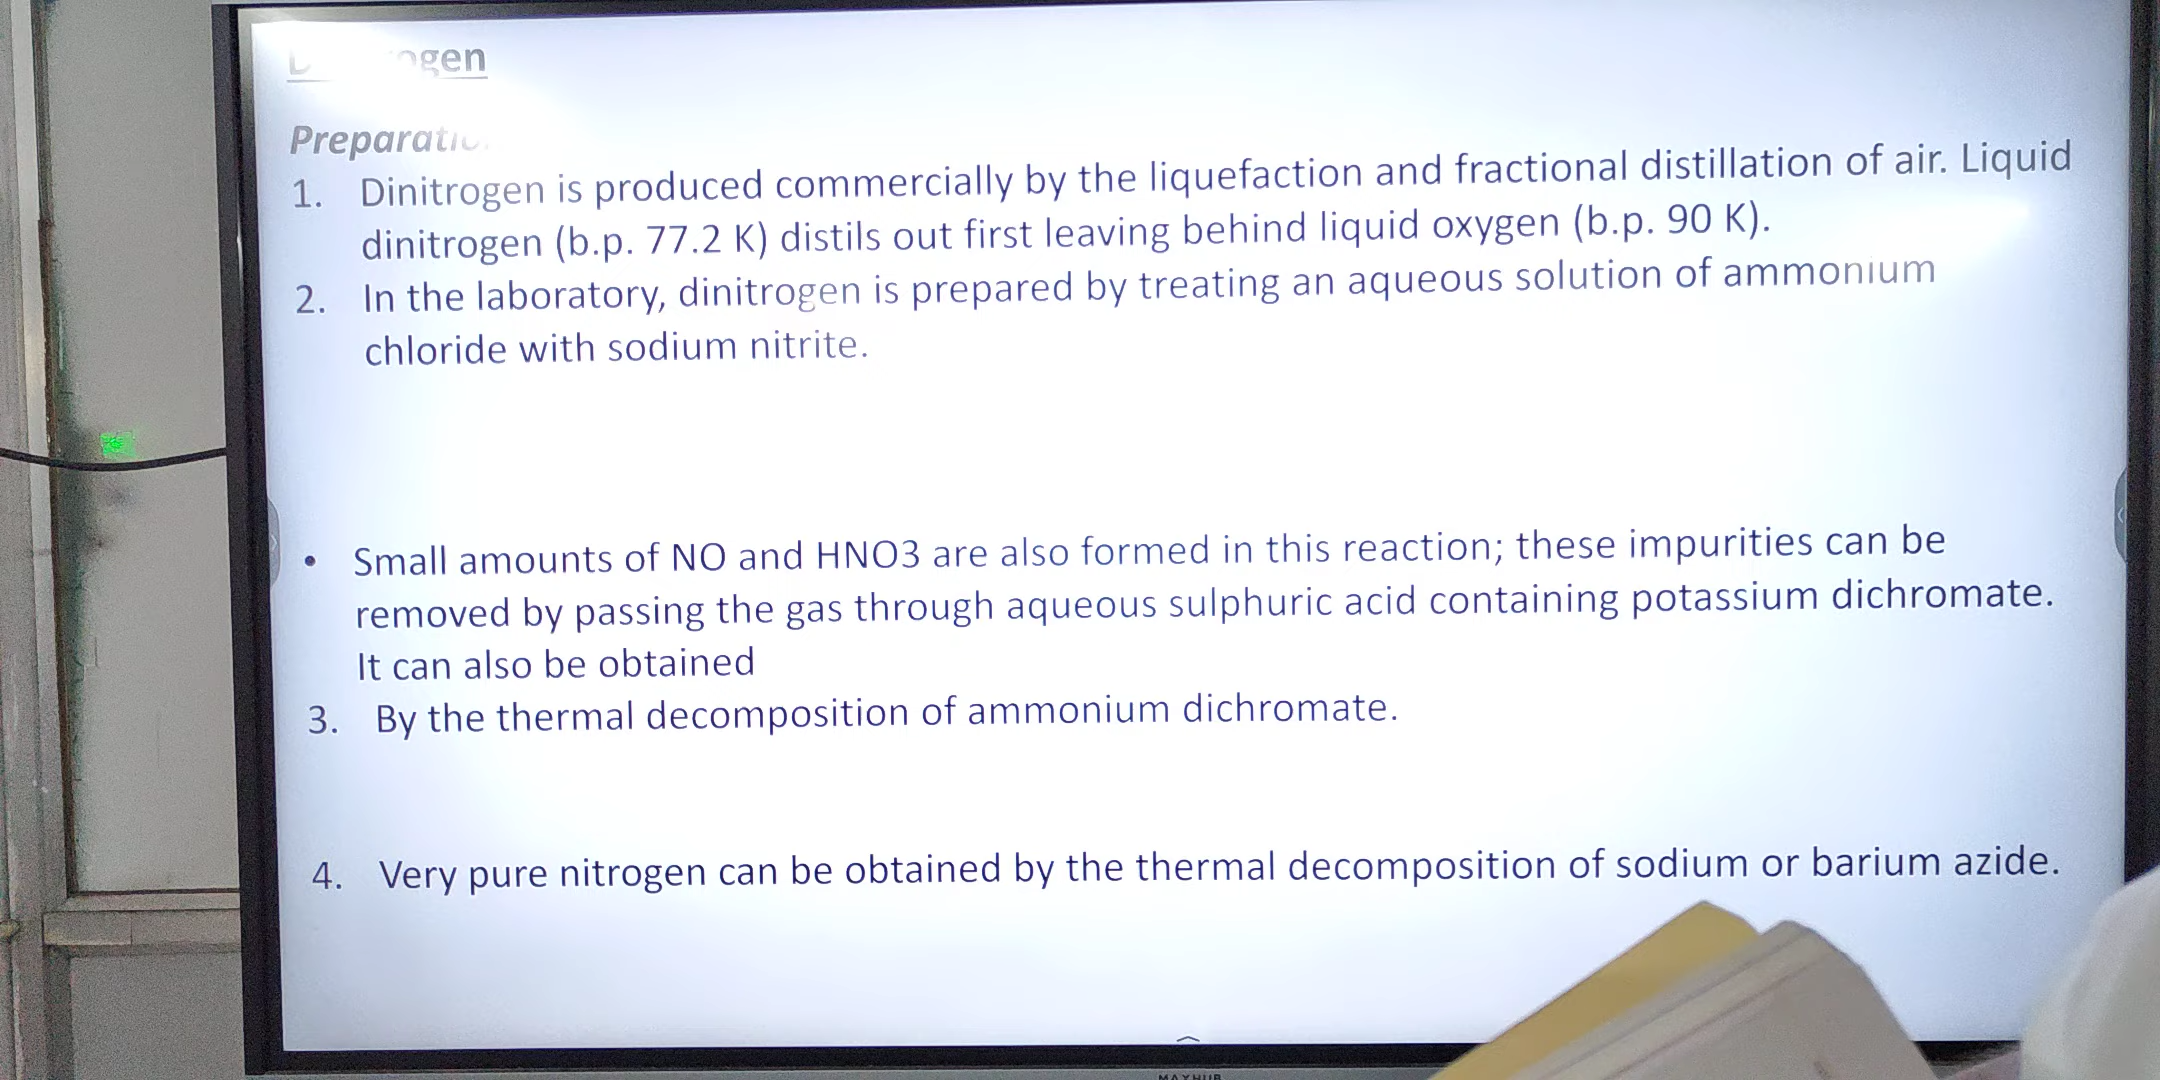 Preparatio
1. Dinitrogen is produced commercially by the liquefaction and fractional distillation of air. Liquid
dinitrogen (b.p. 77.2 K) distils out first leaving behind liquid oxygen (b.p. 90 K).
2. In the laboratory, dinitrogen is prepared by treating an aqueous solution of ammonium
chloride with sodium nitrite.
• Small amounts of NO and HNO3 are also formed in this reaction; these impurities can be
removed by passing the gas through aqueous sulphuric acid containing potassium dichromate.
It can also be obtained
3. By the thermal decomposition of ammonium dichromate.
4. Very pure nitrogen can be obtained by the thermal decomposition of sodium or barium azide.
MAXHUB